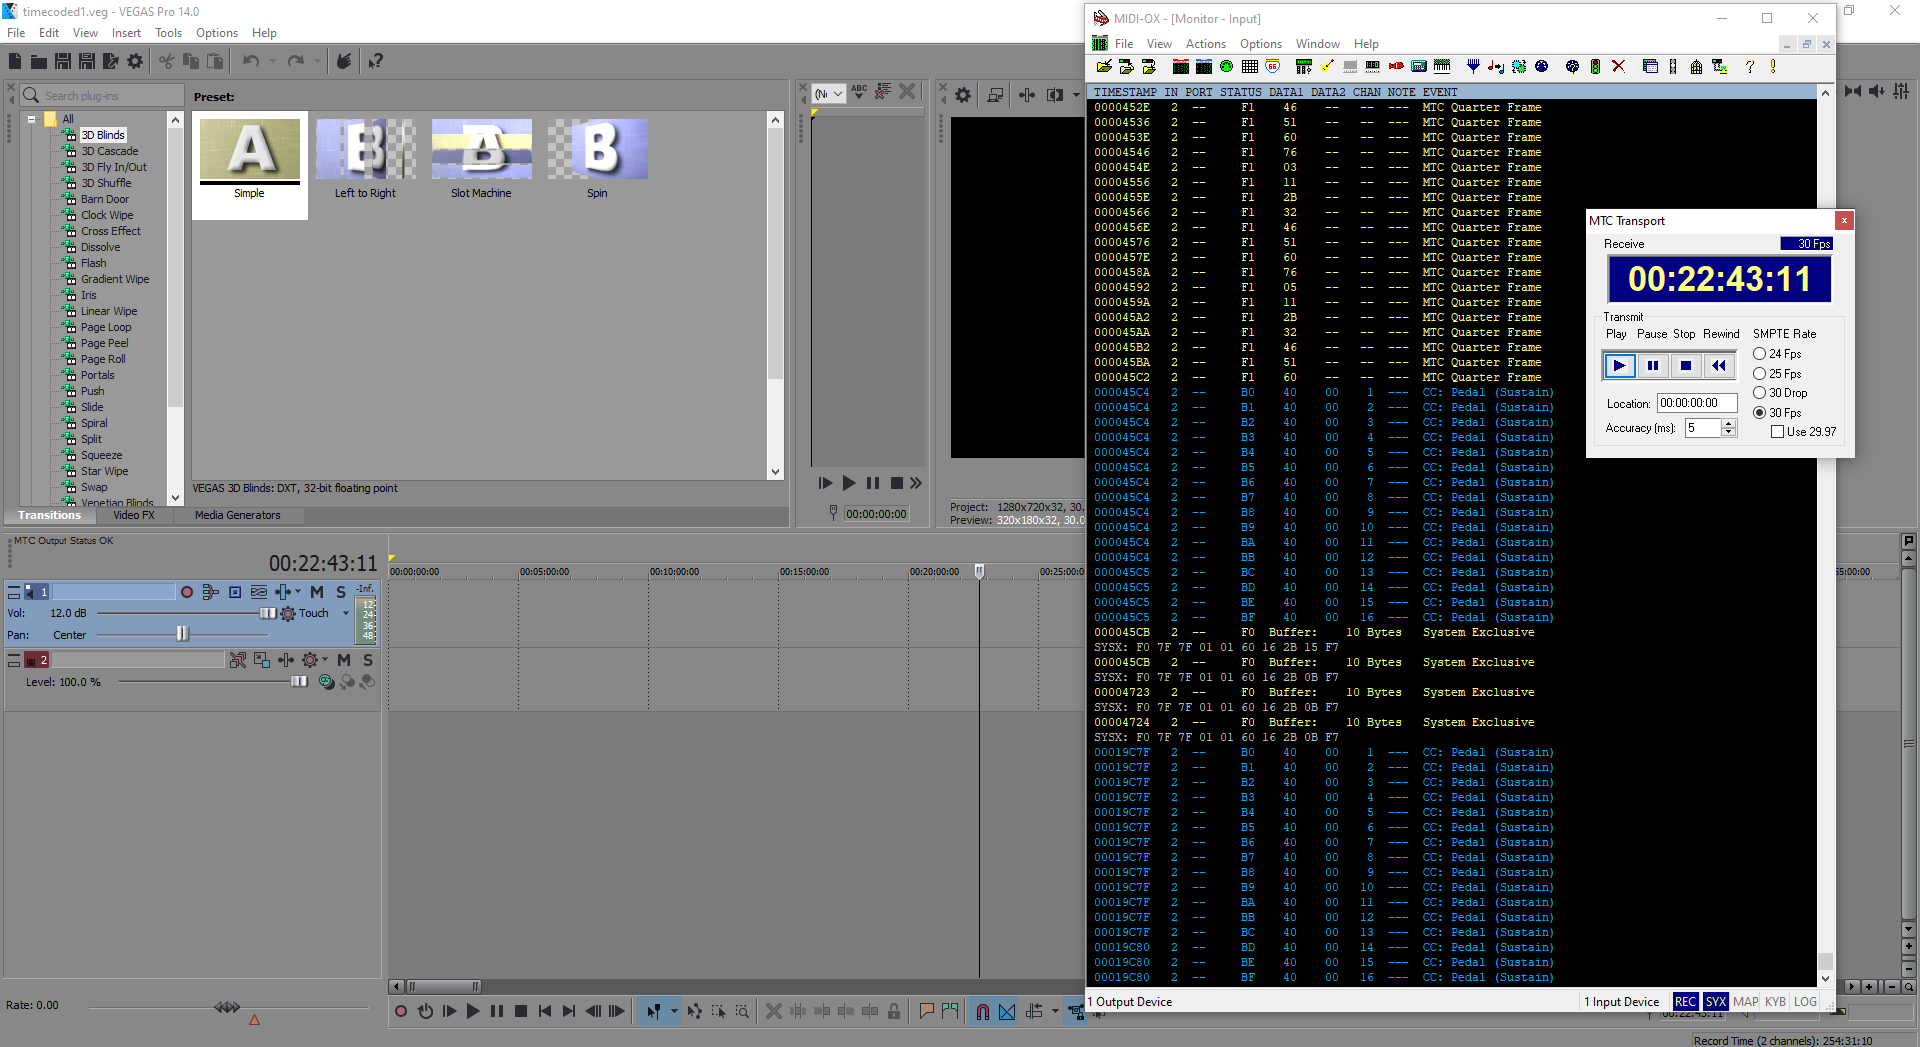 timecoded1.veg - VEGAS Pro 14.0
File Edit View Insert Tools Options Help
Search plug-ins
All
3D Blinds
3D Cascade
3D Fly In/Out
3D Shuffle
Barn Door
Clock Wipe
Cross Effect
Dissolve
Flash
Gradient Wipe
Iris
Linear Wipe
Page Loop
Page Peel
Page Roll
Portals
Push
Slide
Spiral
Split
Squeeze
Star Wipe
Swap
Venetian Blinds
Preset:
Simple Left to Right Slot Machine Spin
VEGAS 3D Blinds: DXT, 32-bit floating point
Transitions Video FX Media Generators
00:00:00:00
Project: 1280x720x32, 30.
Preview: 320x180x32, 30.0
MTC Output Status OK
00:22:43:11
00:00:00:00 00:05:00:00 00:10:00:00 00:15:00:00 00:20:00:00 00:25:00:0
1 M S -Inf.
Vol: 12.0 dB Touch
Pan: Center
12
24
36
48
2 M S
Level: 100.0 %
Rate: 0.00
Record Time (2 channels): 254:31:10
MIDI-OX - [Monitor - Input]
File View Actions Options Window Help
TIMESTAMP IN PORT STATUS DATA1 DATA2 CHAN NOTE EVENT
0000452E 2 -- F1 46 -- -- --- MTC Quarter Frame
00004536 2 -- F1 51 -- -- --- MTC Quarter Frame
0000453E 2 -- F1 60 -- -- --- MTC Quarter Frame
00004546 2 -- F1 76 -- -- --- MTC Quarter Frame
0000454E 2 -- F1 03 -- -- --- MTC Quarter Frame
00004556 2 -- F1 11 -- -- --- MTC Quarter Frame
0000455E 2 -- F1 2B -- -- --- MTC Quarter Frame
00004566 2 -- F1 32 -- -- --- MTC Quarter Frame
0000456E 2 -- F1 46 -- -- --- MTC Quarter Frame
00004576 2 -- F1 51 -- -- --- MTC Quarter Frame
0000457E 2 -- F1 60 -- -- --- MTC Quarter Frame
0000458A 2 -- F1 76 -- -- --- MTC Quarter Frame
00004592 2 -- F1 05 -- -- --- MTC Quarter Frame
0000459A 2 -- F1 11 -- -- --- MTC Quarter Frame
000045A2 2 -- F1 2B -- -- --- MTC Quarter Frame
000045AA 2 -- F1 32 -- -- --- MTC Quarter Frame
000045B2 2 -- F1 46 -- -- --- MTC Quarter Frame
000045BA 2 -- F1 51 -- -- --- MTC Quarter Frame
000045C2 2 -- F1 60 -- -- --- MTC Quarter Frame
000045C4 2 -- B0 40 00 1 --- CC: Pedal (Sustain)
000045C4 2 -- B1 40 00 2 --- CC: Pedal (Sustain)
000045C4 2 -- B2 40 00 3 --- CC: Pedal (Sustain)
000045C4 2 -- B3 40 00 4 --- CC: Pedal (Sustain)
000045C4 2 -- B4 40 00 5 --- CC: Pedal (Sustain)
000045C4 2 -- B5 40 00 6 --- CC: Pedal (Sustain)
000045C4 2 -- B6 40 00 7 --- CC: Pedal (Sustain)
000045C4 2 -- B7 40 00 8 --- CC: Pedal (Sustain)
000045C4 2 -- B8 40 00 9 --- CC: Pedal (Sustain)
000045C4 2 -- B9 40 00 10 --- CC: Pedal (Sustain)
000045C4 2 -- BA 40 00 11 --- CC: Pedal (Sustain)
000045C4 2 -- BB 40 00 12 --- CC: Pedal (Sustain)
000045C5 2 -- BC 40 00 13 --- CC: Pedal (Sustain)
000045C5 2 -- BD 40 00 14 --- CC: Pedal (Sustain)
000045C5 2 -- BE 40 00 15 --- CC: Pedal (Sustain)
000045C5 2 -- BF 40 00 16 --- CC: Pedal (Sustain)
000045CB 2 -- F0 Buffer: 10 Bytes System Exclusive
SYSX: F0 7F 7F 01 01 60 16 2B 15 F7
000045CB 2 -- F0 Buffer: 10 Bytes System Exclusive
SYSX: F0 7F 7F 01 01 60 16 2B 0B F7
00004723 2 -- F0 Buffer: 10 Bytes System Exclusive
SYSX: F0 7F 7F 01 01 60 16 2B 0B F7
00004724 2 -- F0 Buffer: 10 Bytes System Exclusive
SYSX: F0 7F 7F 01 01 60 16 2B 0B F7
00019C7F 2 -- B0 40 00 1 --- CC: Pedal (Sustain)
00019C7F 2 -- B1 40 00 2 --- CC: Pedal (Sustain)
00019C7F 2 -- B2 40 00 3 --- CC: Pedal (Sustain)
00019C7F 2 -- B3 40 00 4 --- CC: Pedal (Sustain)
00019C7F 2 -- B4 40 00 5 --- CC: Pedal (Sustain)
00019C7F 2 -- B5 40 00 6 --- CC: Pedal (Sustain)
00019C7F 2 -- B6 40 00 7 --- CC: Pedal (Sustain)
00019C7F 2 -- B7 40 00 8 --- CC: Pedal (Sustain)
00019C7F 2 -- B8 40 00 9 --- CC: Pedal (Sustain)
00019C7F 2 -- B9 40 00 10 --- CC: Pedal (Sustain)
00019C7F 2 -- BA 40 00 11 --- CC: Pedal (Sustain)
00019C7F 2 -- BB 40 00 12 --- CC: Pedal (Sustain)
00019C7F 2 -- BC 40 00 13 --- CC: Pedal (Sustain)
00019C80 2 -- BD 40 00 14 --- CC: Pedal (Sustain)
00019C80 2 -- BE 40 00 15 --- CC: Pedal (Sustain)
00019C80 2 -- BF 40 00 16 --- CC: Pedal (Sustain)
1 Output Device 1 Input Device REC SYX MAP KYB LOG
MTC Transport
Receive 30 Fps
00:22:43:11
Transmit
Play Pause Stop Rewind
SMPTE Rate
24 Fps
25 Fps
30 Drop
30 Fps
Use 29.97
Location: 00:00:00:00
Accuracy (ms): 5